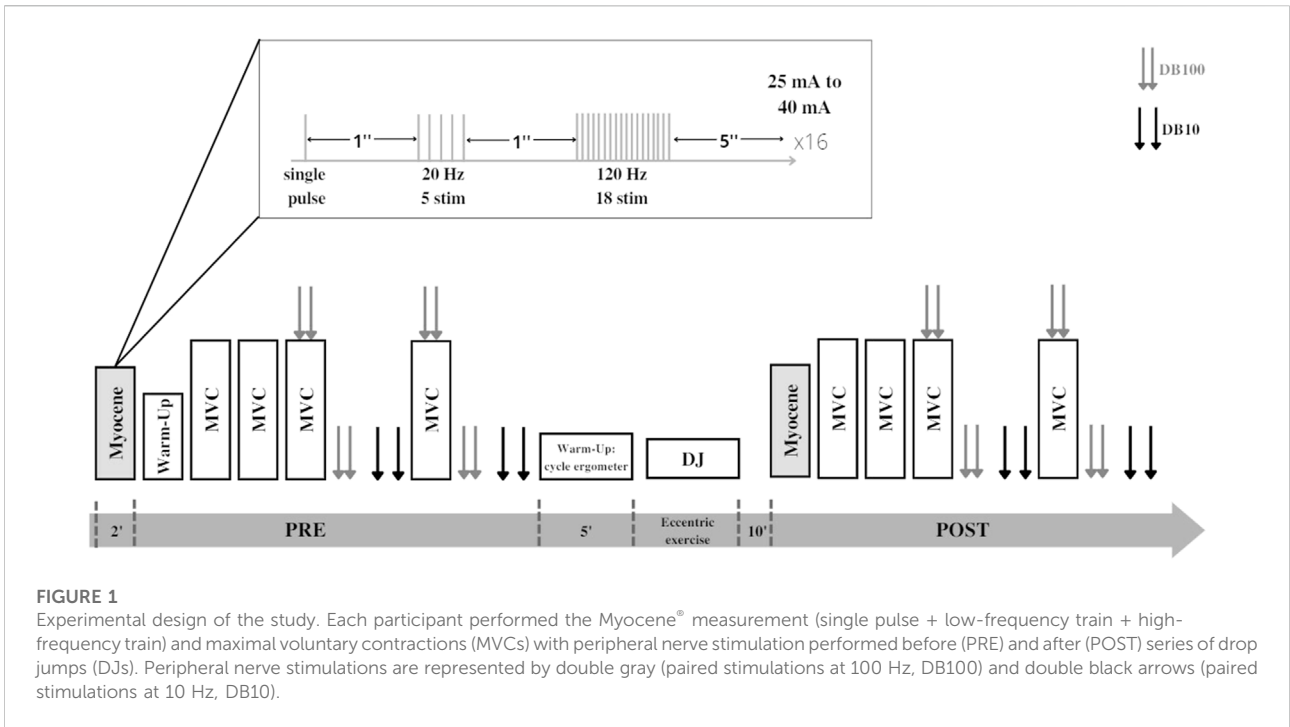 25 mA to
40 mA
DB100
DB10
1''
1''
5''
x16
single
pulse
20 Hz
5 stim
120 Hz
18 stim
Myocene
Warm-Up
MVC
MVC
MVC
MVC
Warm-Up:
cycle ergometer
DJ
Myocene
MVC
MVC
MVC
MVC
2'
PRE
5'
Eccentric
exercise
10'
POST
FIGURE 1
Experimental design of the study. Each participant performed the Myocene® measurement (single pulse + low-frequency train + high-
frequency train) and maximal voluntary contractions (MVCs) with peripheral nerve stimulation performed before (PRE) and after (POST) series of drop
jumps (DJs). Peripheral nerve stimulations are represented by double gray (paired stimulations at 100 Hz, DB100) and double black arrows (paired
stimulations at 10 Hz, DB10).